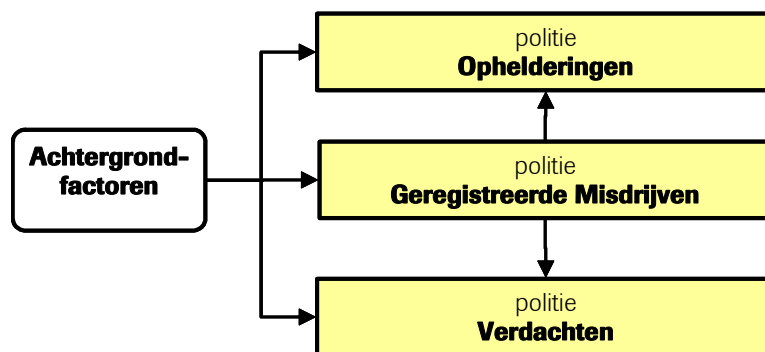 politie
Ophelderingen
Achtergrond-
factoren
politie
Geregistreerde Misdrijven
politie
Verdachten